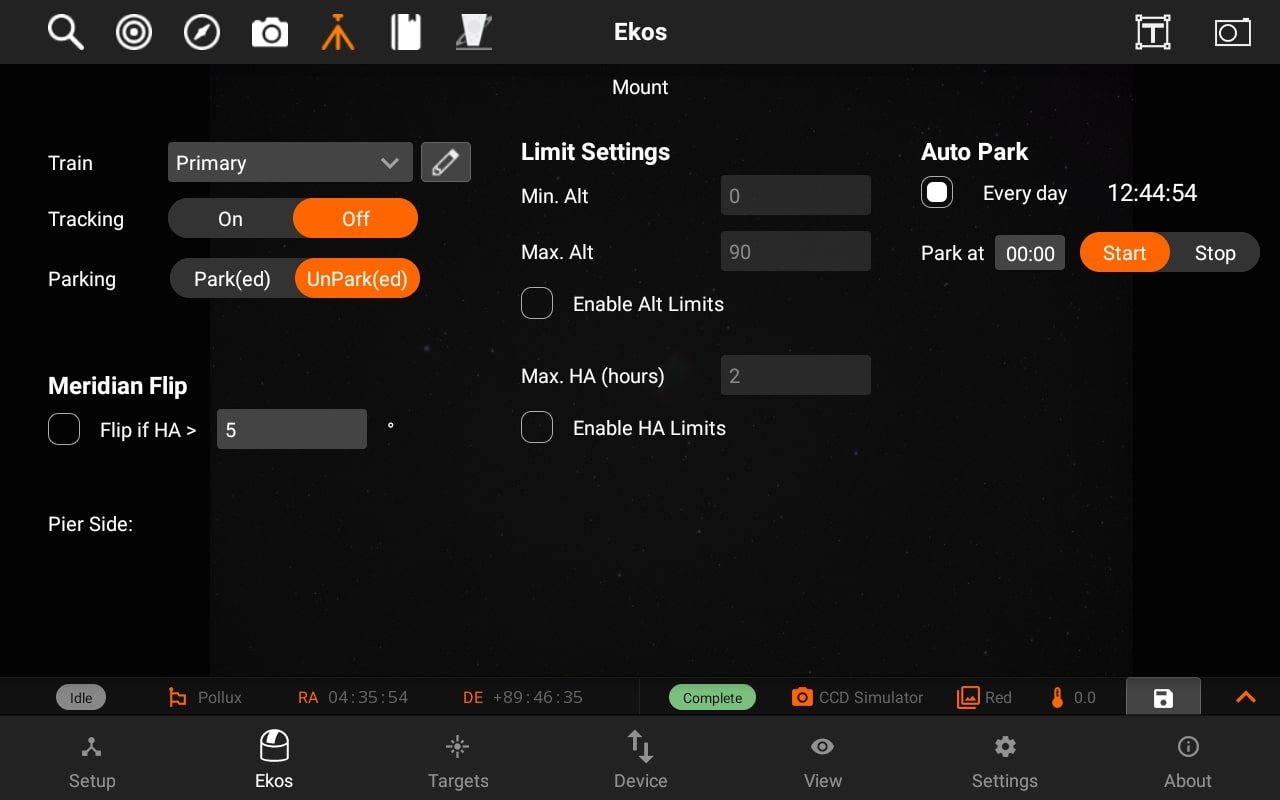 Ekos
T
Mount
Train
Primary
Tracking
On
Off
Parking
Park(ed)
UnPark(ed)
Meridian Flip
Flip if HA >
5
°
Pier Side:
Limit Settings
Min. Alt
0
Max. Alt
90
Enable Alt Limits
Max. HA (hours)
2
Enable HA Limits
Auto Park
Every day
12:44:54
Park at
00:00
Start
Stop
Idle
Pollux
RA 04:35:54
DE +89:46:35
Complete
CCD Simulator
Red
0.0
Setup
Ekos
Targets
Device
View
Settings
About